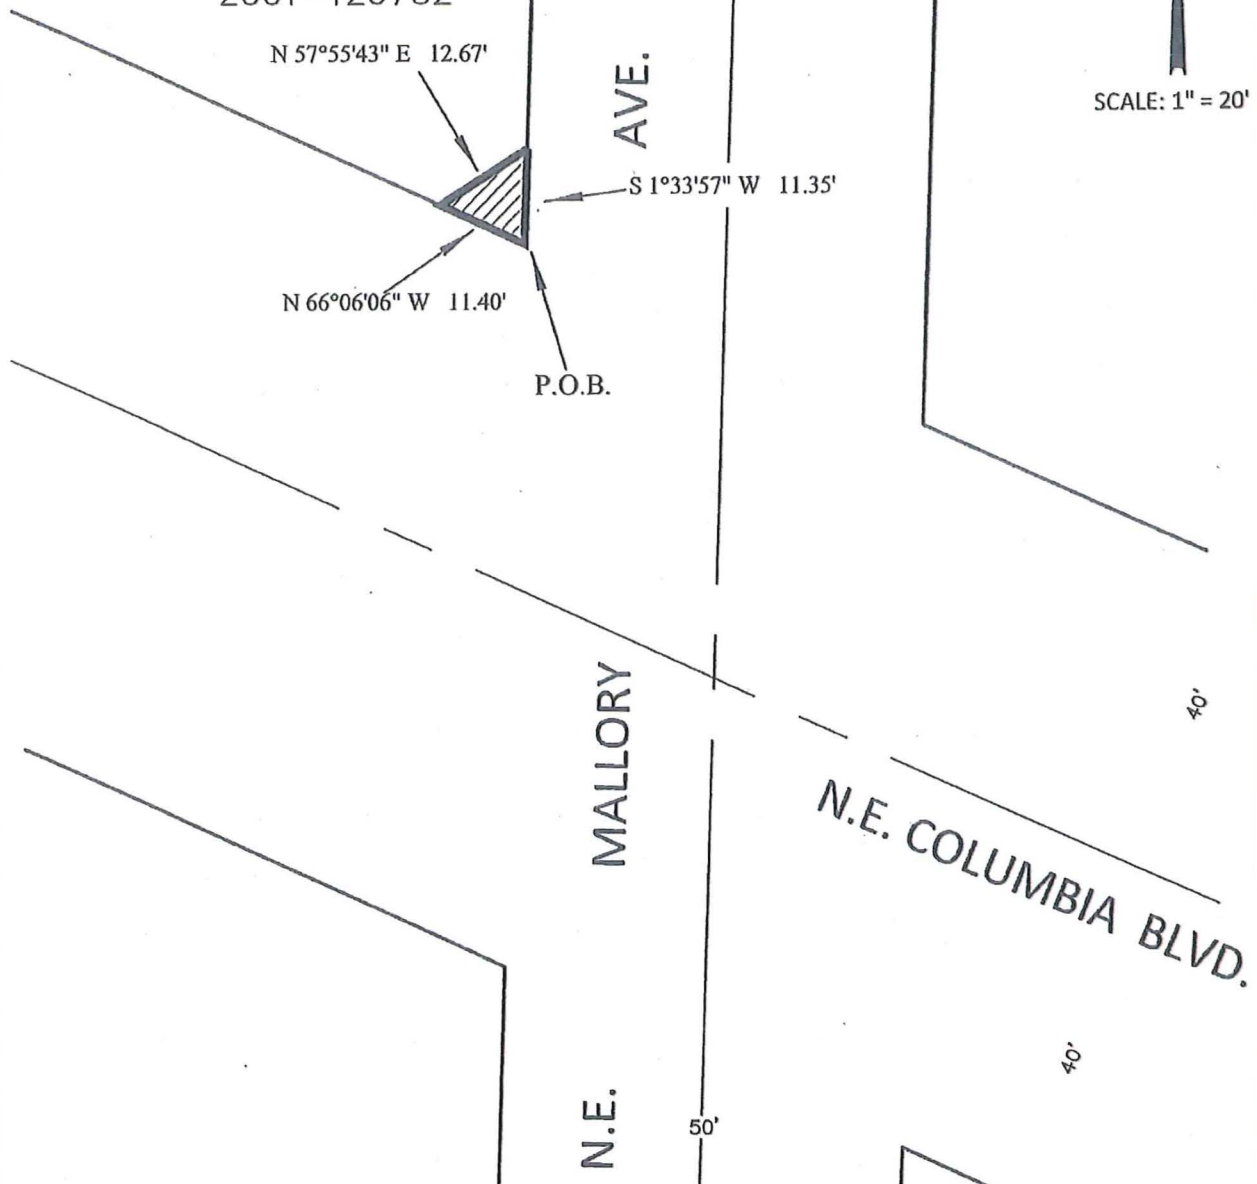 N 57°55'43" E 12.67'
AVE.
SCALE: 1" = 20'
S 1°33'57" W 11.35'
N 66°06'06" W 11.40'
P.O.B.
40'
MALLORY
N.E. COLUMBIA BLVD.
40'
N.E.
50'